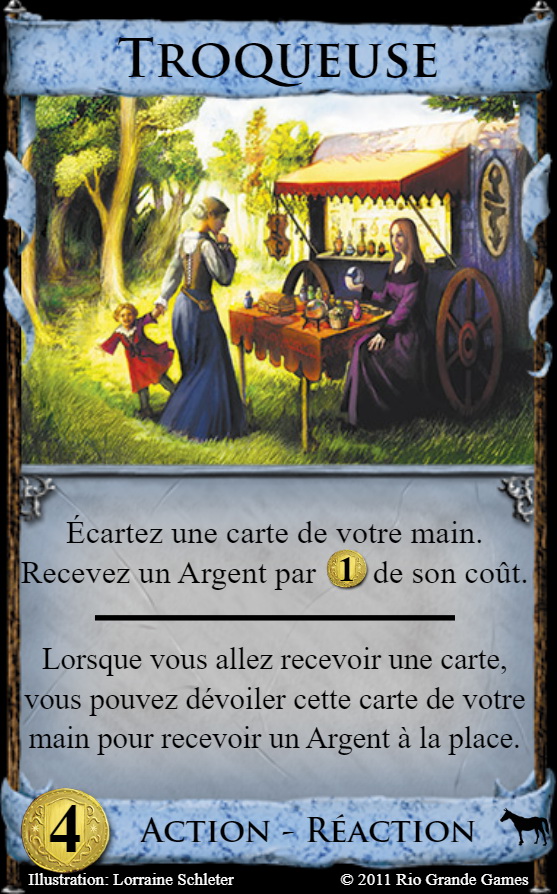 TROQUEUSE
Écartez une carte de votre main.
Recevez un Argent par 1 de son coût.
Lorsque vous allez recevoir une carte,
vous pouvez dévoiler cette carte de votre
main pour recevoir un Argent à la place.
4 ACTION - RÉACTION
Illustration: Lorraine Schleter © 2011 Rio Grande Games